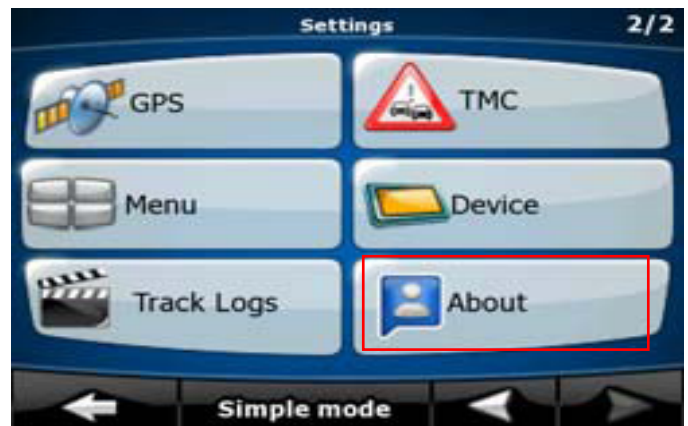 Settings 2/2
GPS
TMC
Menu
Device
Track Logs
About
Simple mode